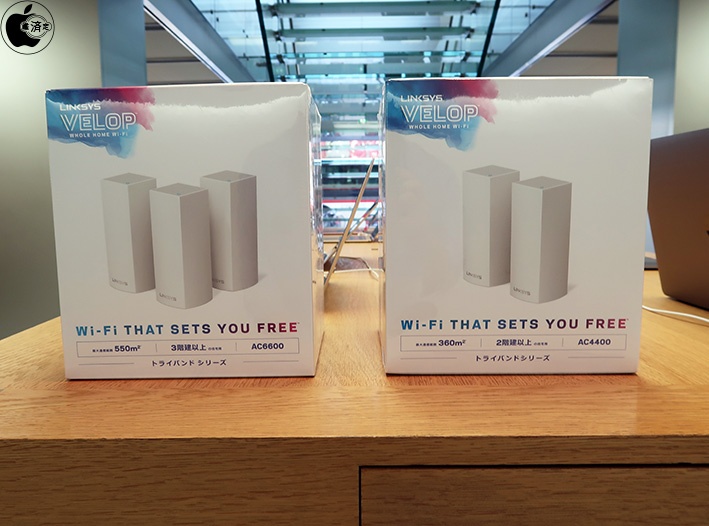 LINKSYS
VELOP
WHOLE HOME Wi-Fi
LINKSYS
Wi-Fi THAT SETS YOU FREE
550m² 3階建以上 AC6600
トライバンド シリーズ
LINKSYS
VELOP
WHOLE HOME Wi-Fi
LINKSYS
Wi-Fi THAT SETS YOU FREE
360m² 2階建以上 AC4400
トライバンドシリーズ